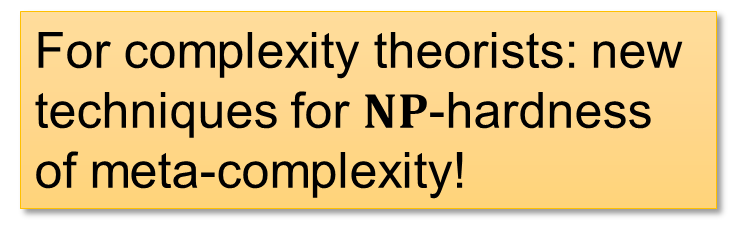 For complexity theorists: new
techniques for NP-hardness
of meta-complexity!